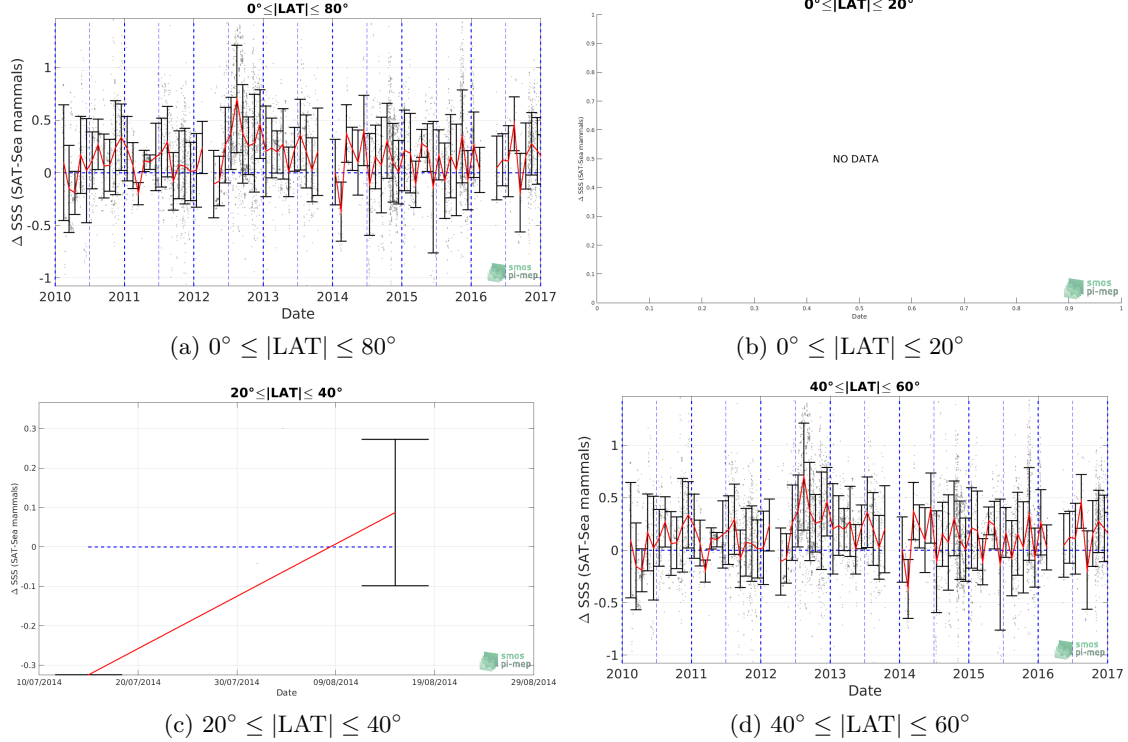 0°≤|LAT|≤ 80°
Δ SSS (SAT-Sea mammals)
1
0.5
0
-0.5
-1
2010 2011 2012 2013 2014 2015 2016 2017
Date
smos
pi-mep
(a) 0° ≤ |LAT| ≤ 80°
0°≤|LAT|≤ 20°
Δ SSS (SAT-Sea mammals)
1
0.9
0.8
0.7
0.6
0.5
0.4
0.3
0.2
0.1
0
NO DATA
0 0.1 0.2 0.3 0.4 0.5 0.6 0.7 0.8 0.9 1
Date
smos
pi-mep
(b) 0° ≤ |LAT| ≤ 20°
20°≤|LAT|≤ 40°
Δ SSS (SAT-Sea mammals)
0.3
0.2
0.1
0
-0.1
-0.2
-0.3
10/07/2014 20/07/2014 30/07/2014 09/08/2014 19/08/2014 29/08/2014
Date
smos
pi-mep
(c) 20° ≤ |LAT| ≤ 40°
40°≤|LAT|≤ 60°
Δ SSS (SAT-Sea mammals)
1
0.5
0
-0.5
-1
2010 2011 2012 2013 2014 2015 2016 2017
Date
smos
pi-mep
(d) 40° ≤ |LAT| ≤ 60°